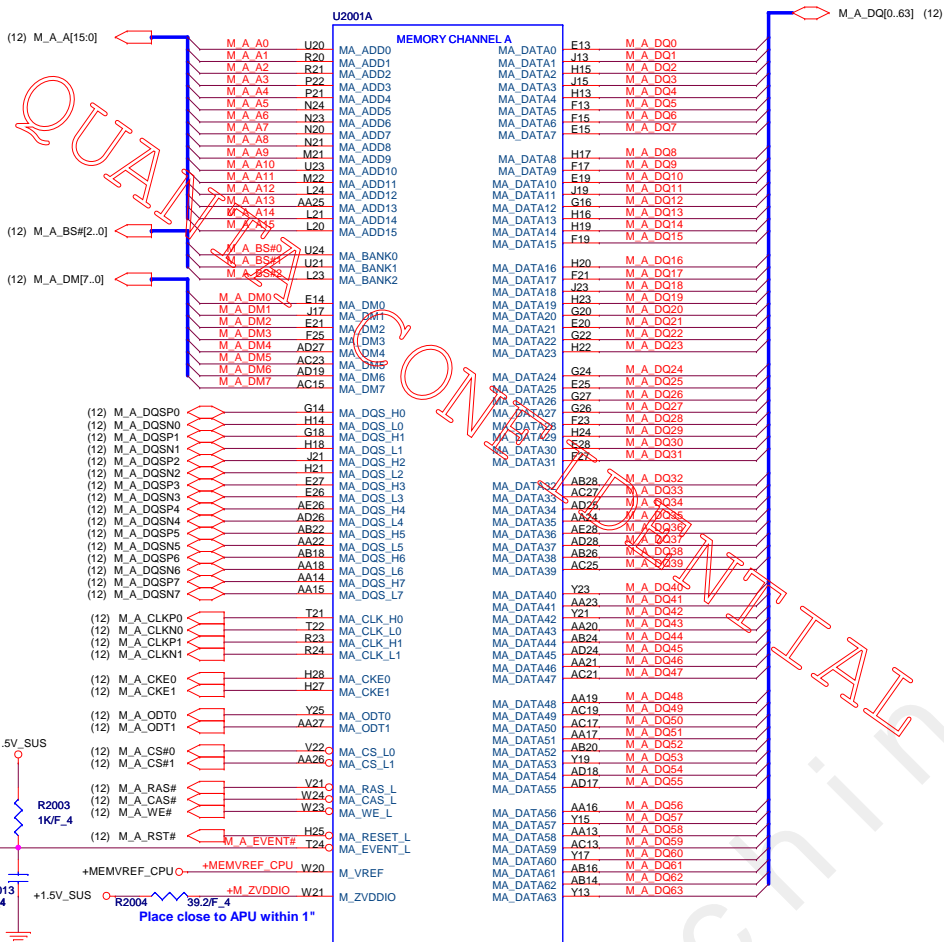 U2001A
MEMORY CHANNEL A
M_A_DQ[0..63] (12)
(12) M_A_A[15:0]
M_A_A0 U20 MA_ADD0 MA_DATA0 E13 M_A_DQ0
M_A_A1 R20 MA_ADD1 MA_DATA1 J13 M_A_DQ1
M_A_A2 R21 MA_ADD2 MA_DATA2 H15 M_A_DQ2
M_A_A3 P22 MA_ADD3 MA_DATA3 J15 M_A_DQ3
M_A_A4 P21 MA_ADD4 MA_DATA4 H13 M_A_DQ4
M_A_A5 N24 MA_ADD5 MA_DATA5 F13 M_A_DQ5
M_A_A6 N23 MA_ADD6 MA_DATA6 F15 M_A_DQ6
M_A_A7 N20 MA_ADD7 MA_DATA7 E15 M_A_DQ7
M_A_A8 N21 MA_ADD8
M_A_A9 M21 MA_ADD9 MA_DATA8 H17 M_A_DQ8
M_A_A10 U23 MA_ADD10 MA_DATA9 F17 M_A_DQ9
M_A_A11 M22 MA_ADD11 MA_DATA10 E19 M_A_DQ10
M_A_A12 L24 MA_ADD12 MA_DATA11 J19 M_A_DQ11
M_A_A13 AA25 MA_ADD13 MA_DATA12 G16 M_A_DQ12
M_A_A14 L21 MA_ADD14 MA_DATA13 H16 M_A_DQ13
M_A_A15 L20 MA_ADD15 MA_DATA14 H19 M_A_DQ14
MA_DATA15 F19 M_A_DQ15
(12) M_A_BS#[2..0]
M_A_BS#0 U24 MA_BANK0
M_A_BS#1 U21 MA_BANK1 MA_DATA16 H20 M_A_DQ16
M_A_BS#2 L23 MA_BANK2 MA_DATA17 F21 M_A_DQ17
(12) M_A_DM[7..0]
MA_DATA18 J23 M_A_DQ18
M_A_DM0 E14 MA_DM0 MA_DATA19 H23 M_A_DQ19
M_A_DM1 J17 MA_DM1 MA_DATA20 G20 M_A_DQ20
M_A_DM2 E21 MA_DM2 MA_DATA21 E20 M_A_DQ21
M_A_DM3 F25 MA_DM3 MA_DATA22 G22 M_A_DQ22
M_A_DM4 AD27 MA_DM4 MA_DATA23 H22 M_A_DQ23
M_A_DM5 AC23 MA_DM5
M_A_DM6 AD19 MA_DM6 MA_DATA24 G24 M_A_DQ24
M_A_DM7 AC15 MA_DM7 MA_DATA25 E25 M_A_DQ25
MA_DATA26 G27 M_A_DQ26
(12) M_A_DQSP0 G14 MA_DQS_H0 MA_DATA27 G26 M_A_DQ27
(12) M_A_DQSN0 H14 MA_DQS_L0 MA_DATA28 F23 M_A_DQ28
(12) M_A_DQSP1 G18 MA_DQS_H1 MA_DATA29 H24 M_A_DQ29
(12) M_A_DQSN1 H18 MA_DQS_L1 MA_DATA30 E28 M_A_DQ30
(12) M_A_DQSP2 J21 MA_DQS_H2 MA_DATA31 F27 M_A_DQ31
(12) M_A_DQSN2 H21 MA_DQS_L2
(12) M_A_DQSP3 E27 MA_DQS_H3 MA_DATA32 AB28 M_A_DQ32
(12) M_A_DQSN3 E26 MA_DQS_L3 MA_DATA33 AC27 M_A_DQ33
(12) M_A_DQSP4 AE26 MA_DQS_H4 MA_DATA34 AD25 M_A_DQ34
(12) M_A_DQSN4 AD26 MA_DQS_L4 MA_DATA35 AA24 M_A_DQ35
(12) M_A_DQSP5 AB22 MA_DQS_H5 MA_DATA36 AE28 M_A_DQ36
(12) M_A_DQSN5 AA22 MA_DQS_L5 MA_DATA37 AD28 M_A_DQ37
(12) M_A_DQSP6 AB18 MA_DQS_H6 MA_DATA38 AB26 M_A_DQ38
(12) M_A_DQSN6 AA18 MA_DQS_L6 MA_DATA39 AC25 M_A_DQ39
(12) M_A_DQSP7 AA14 MA_DQS_H7
(12) M_A_DQSN7 AA15 MA_DQS_L7 MA_DATA40 Y23 M_A_DQ40
MA_DATA41 AA23 M_A_DQ41
(12) M_A_CLKP0 T21 MA_CLK_H0 MA_DATA42 Y21 M_A_DQ42
(12) M_A_CLKN0 T22 MA_CLK_L0 MA_DATA43 AA20 M_A_DQ43
(12) M_A_CLKP1 R23 MA_CLK_H1 MA_DATA44 AB24 M_A_DQ44
(12) M_A_CLKN1 R24 MA_CLK_L1 MA_DATA45 AD24 M_A_DQ45
MA_DATA46 AA21 M_A_DQ46
(12) M_A_CKE0 H28 MA_CKE0 MA_DATA47 AC21 M_A_DQ47
(12) M_A_CKE1 H27 MA_CKE1
MA_DATA48 AA19 M_A_DQ48
(12) M_A_ODT0 Y25 MA_ODT0 MA_DATA49 AC19 M_A_DQ49
(12) M_A_ODT1 AA27 MA_ODT1 MA_DATA50 AC17 M_A_DQ50
MA_DATA51 AA17 M_A_DQ51
.5V_SUS
(12) M_A_CS#0 V22 MA_CS_L0 MA_DATA52 AB20 M_A_DQ52
(12) M_A_CS#1 AA26 MA_CS_L1 MA_DATA53 Y19 M_A_DQ53
MA_DATA54 AD18 M_A_DQ54
(12) M_A_RAS# V21 MA_RAS_L MA_DATA55 AD17 M_A_DQ55
(12) M_A_CAS# W24 MA_CAS_L
(12) M_A_WE# W23 MA_WE_L MA_DATA56 AA16 M_A_DQ56
R2003
1K/F_4
MA_DATA57 Y15 M_A_DQ57
(12) M_A_RST# H25 MA_RESET_L MA_DATA58 AA13 M_A_DQ58
M_A_EVENT# T24 MA_EVENT_L MA_DATA59 AC13 M_A_DQ59
MA_DATA60 Y17 M_A_DQ60
+MEMVREF_CPU +MEMVREF_CPU W20 M_VREF MA_DATA61 AB16 M_A_DQ61
MA_DATA62 AB14 M_A_DQ62
+1.5V_SUS R2004 39.2/F_4 +M_ZVDDIO W21 M_ZVDDIO MA_DATA63 Y13 M_A_DQ63
Place close to APU within 1"
QUANTA CONFIDENTIAL